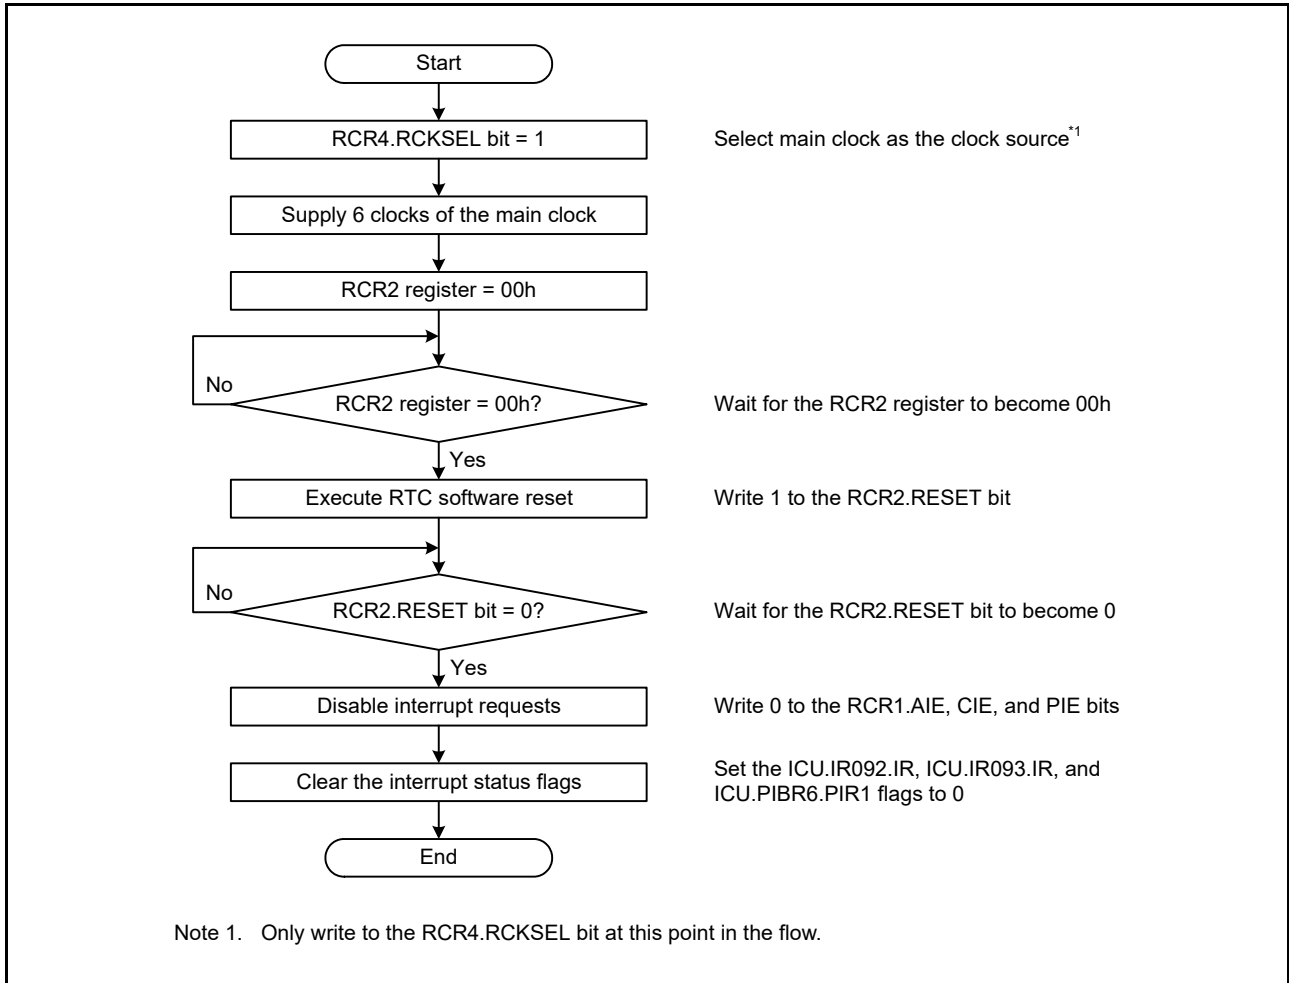 Start
RCR4.RCKSEL bit = 1
Select main clock as the clock source*1
Supply 6 clocks of the main clock
RCR2 register = 00h
No
RCR2 register = 00h?
Wait for the RCR2 register to become 00h
Yes
Execute RTC software reset
Write 1 to the RCR2.RESET bit
No
RCR2.RESET bit = 0?
Wait for the RCR2.RESET bit to become 0
Yes
Disable interrupt requests
Write 0 to the RCR1.AIE, CIE, and PIE bits
Clear the interrupt status flags
Set the ICU.IR092.IR, ICU.IR093.IR, and
ICU.PIBR6.PIR1 flags to 0
End
Note 1. Only write to the RCR4.RCKSEL bit at this point in the flow.